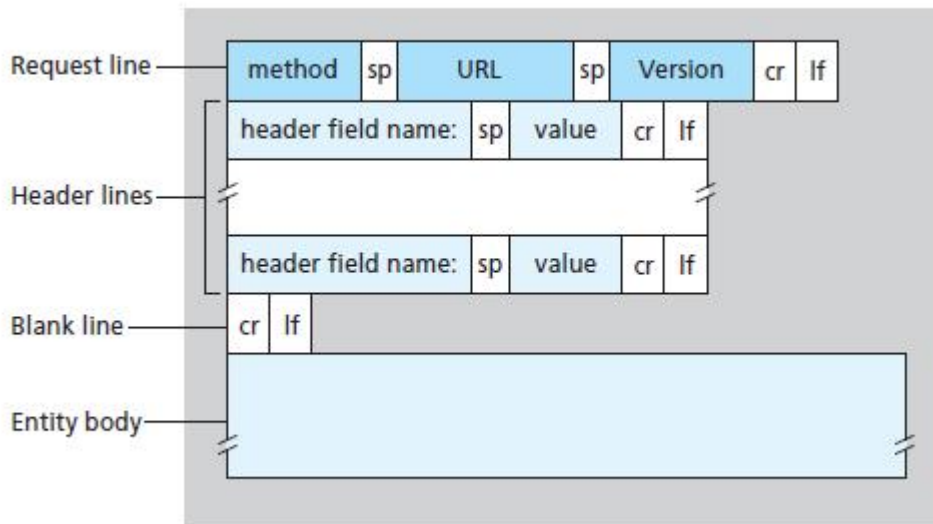 Request line method sp URL sp Version cr lf
header field name: sp value cr lf
Header lines
header field name: sp value cr lf
Blank line cr lf
Entity body